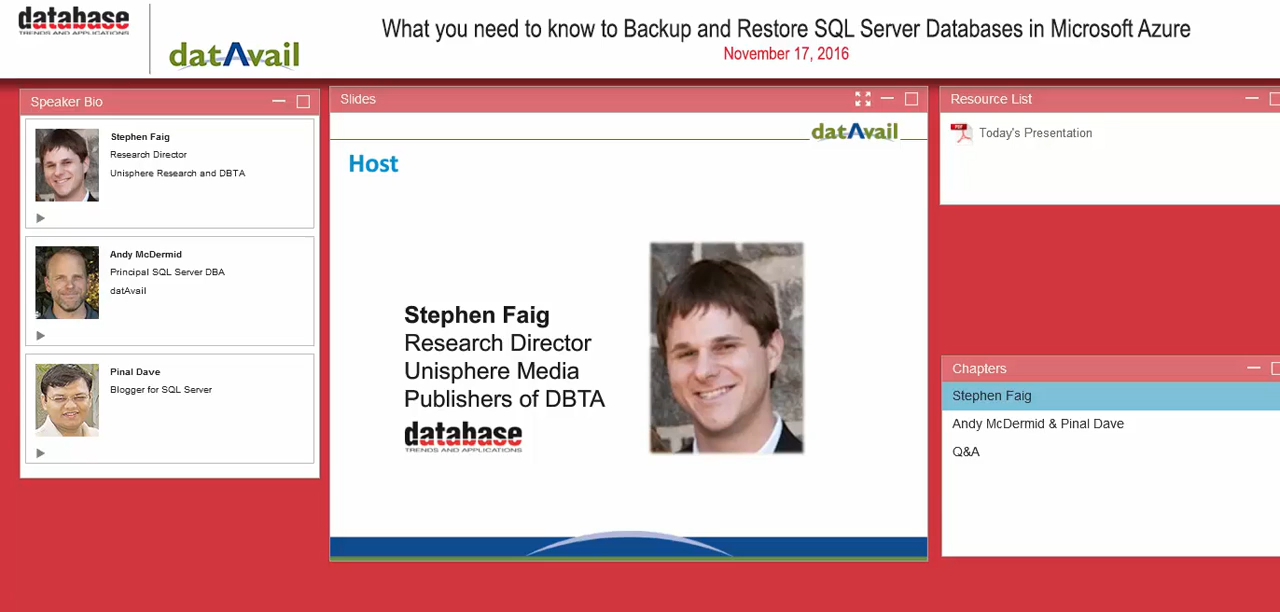 database
TRENDS AND APPLICATIONS
datAvail
What you need to know to Backup and Restore SQL Server Databases in Microsoft Azure
November 17, 2016
Speaker Bio
Stephen Faig
Research Director
Unisphere Research and DBTA
Andy McDermid
Principal SQL Server DBA
datAvail
Pinal Dave
Blogger for SQL Server
Slides
datAvail
Host
Stephen Faig
Research Director
Unisphere Media
Publishers of DBTA
database
TRENDS AND APPLICATIONS
Resource List
PDF
Today's Presentation
Chapters
Stephen Faig
Andy McDermid & Pinal Dave
Q&A